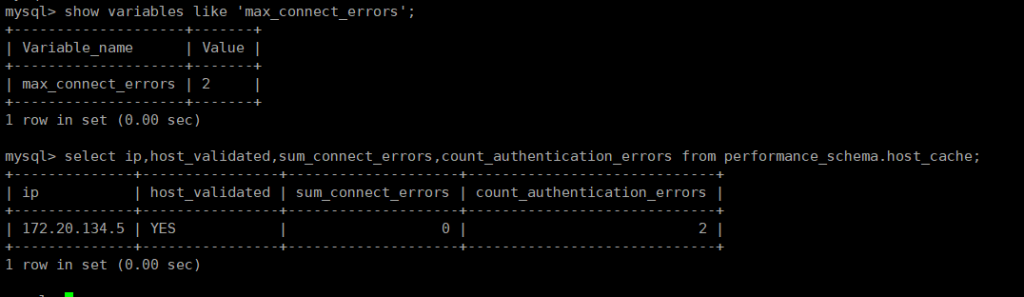 mysql> show variables like 'max_connect_errors';
+--------------------+-------+
| Variable_name      | Value |
+--------------------+-------+
| max_connect_errors | 2     |
+--------------------+-------+
1 row in set (0.00 sec)
mysql> select ip,host_validated,sum_connect_errors,count_authentication_errors from performance_schema.host_cache;
+--------------+----------------+--------------------+-----------------------------+
| ip           | host_validated | sum_connect_errors | count_authentication_errors |
+--------------+----------------+--------------------+-----------------------------+
| 172.20.134.5 | YES            |                  0 |                           2 |
+--------------+----------------+--------------------+-----------------------------+
1 row in set (0.00 sec)